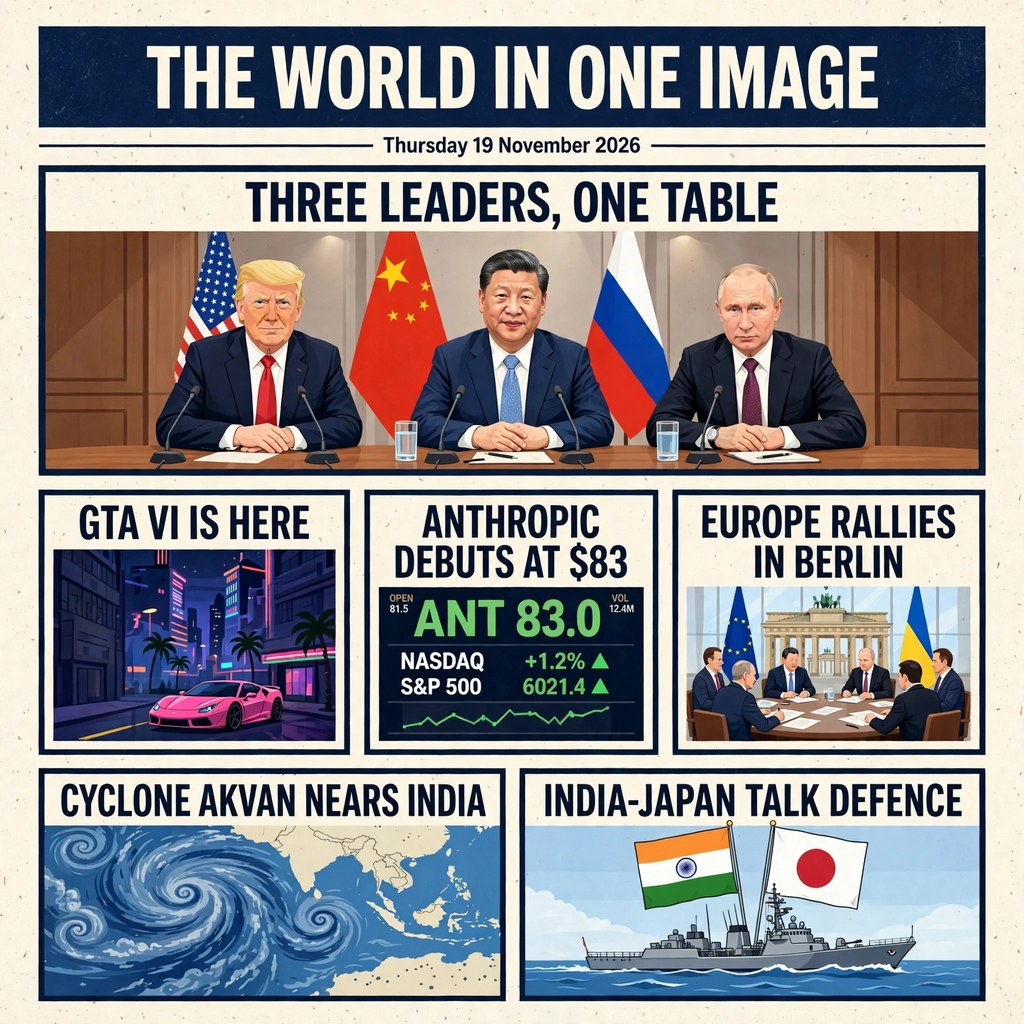 THE WORLD IN ONE IMAGE
Thursday 19 November 2026
THREE LEADERS, ONE TABLE
GTA VI IS HERE
ANTHROPIC
DEBUTS AT $83
OPEN
81.5
ANT 83.0
VOL
12.4M
NASDAQ +1.2% ▲
S&P 500 6021.4 ▲
EUROPE RALLIES
IN BERLIN
CYCLONE AKVAN NEARS INDIA
INDIA-JAPAN TALK DEFENCE